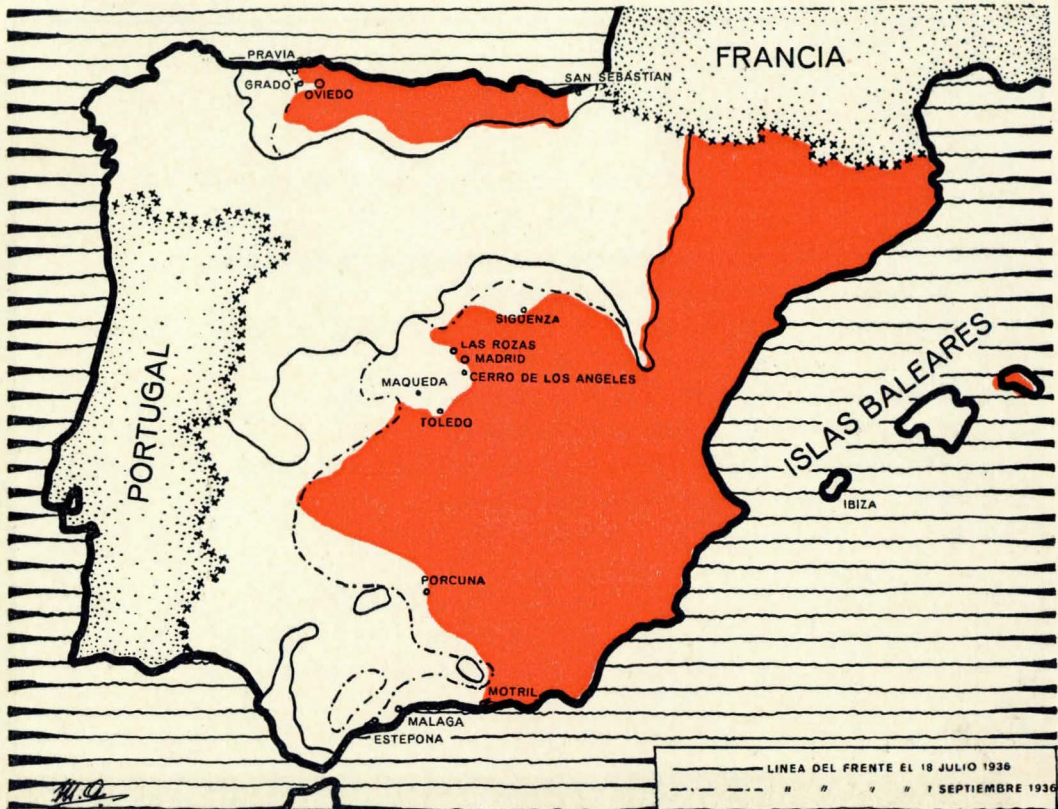 FRANCIA
PRAVIA
GRADO
OVIEDO
SAN SEBASTIAN
SIGÜENZA
LAS ROZAS
MADRID
CERRO DE LOS ANGELES
MAQUEDA
TOLEDO
PORTUGAL
ISLAS BALEARES
IBIZA
PORCUNA
MOTRIL
MALAGA
ESTEPONA
LINEA DEL FRENTE EL 18 JULIO 1936
" " " " SEPTIEMBRE 1936